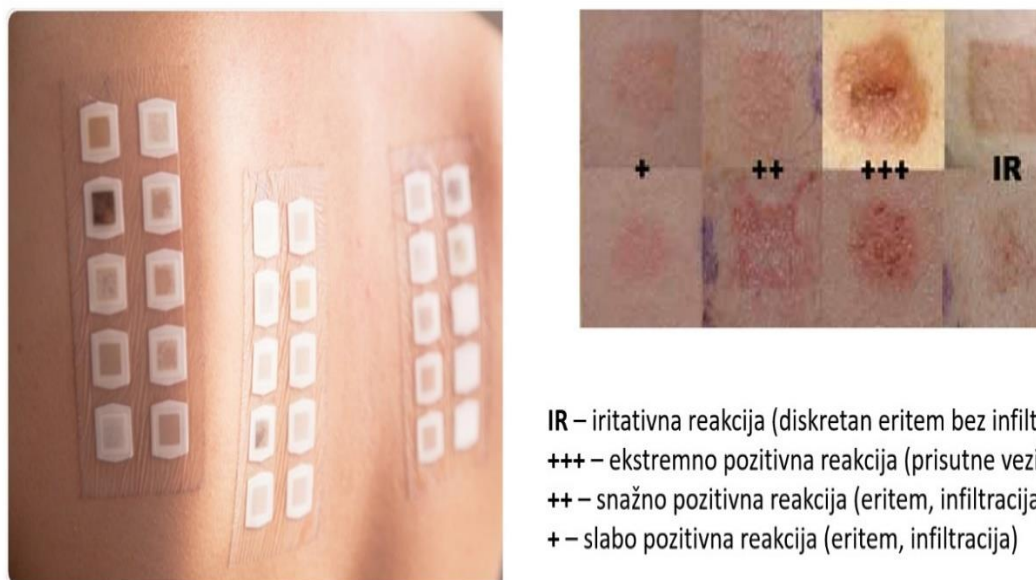 + ++ +++ IR
IR – iritativna reakcija (diskretan eritem bez
+++ – ekstremno pozitivna reakcija (prisutne
++ – snažno pozitivna reakcija (eritem, infiltracija
+ – slabo pozitivna reakcija (eritem, infiltracija)